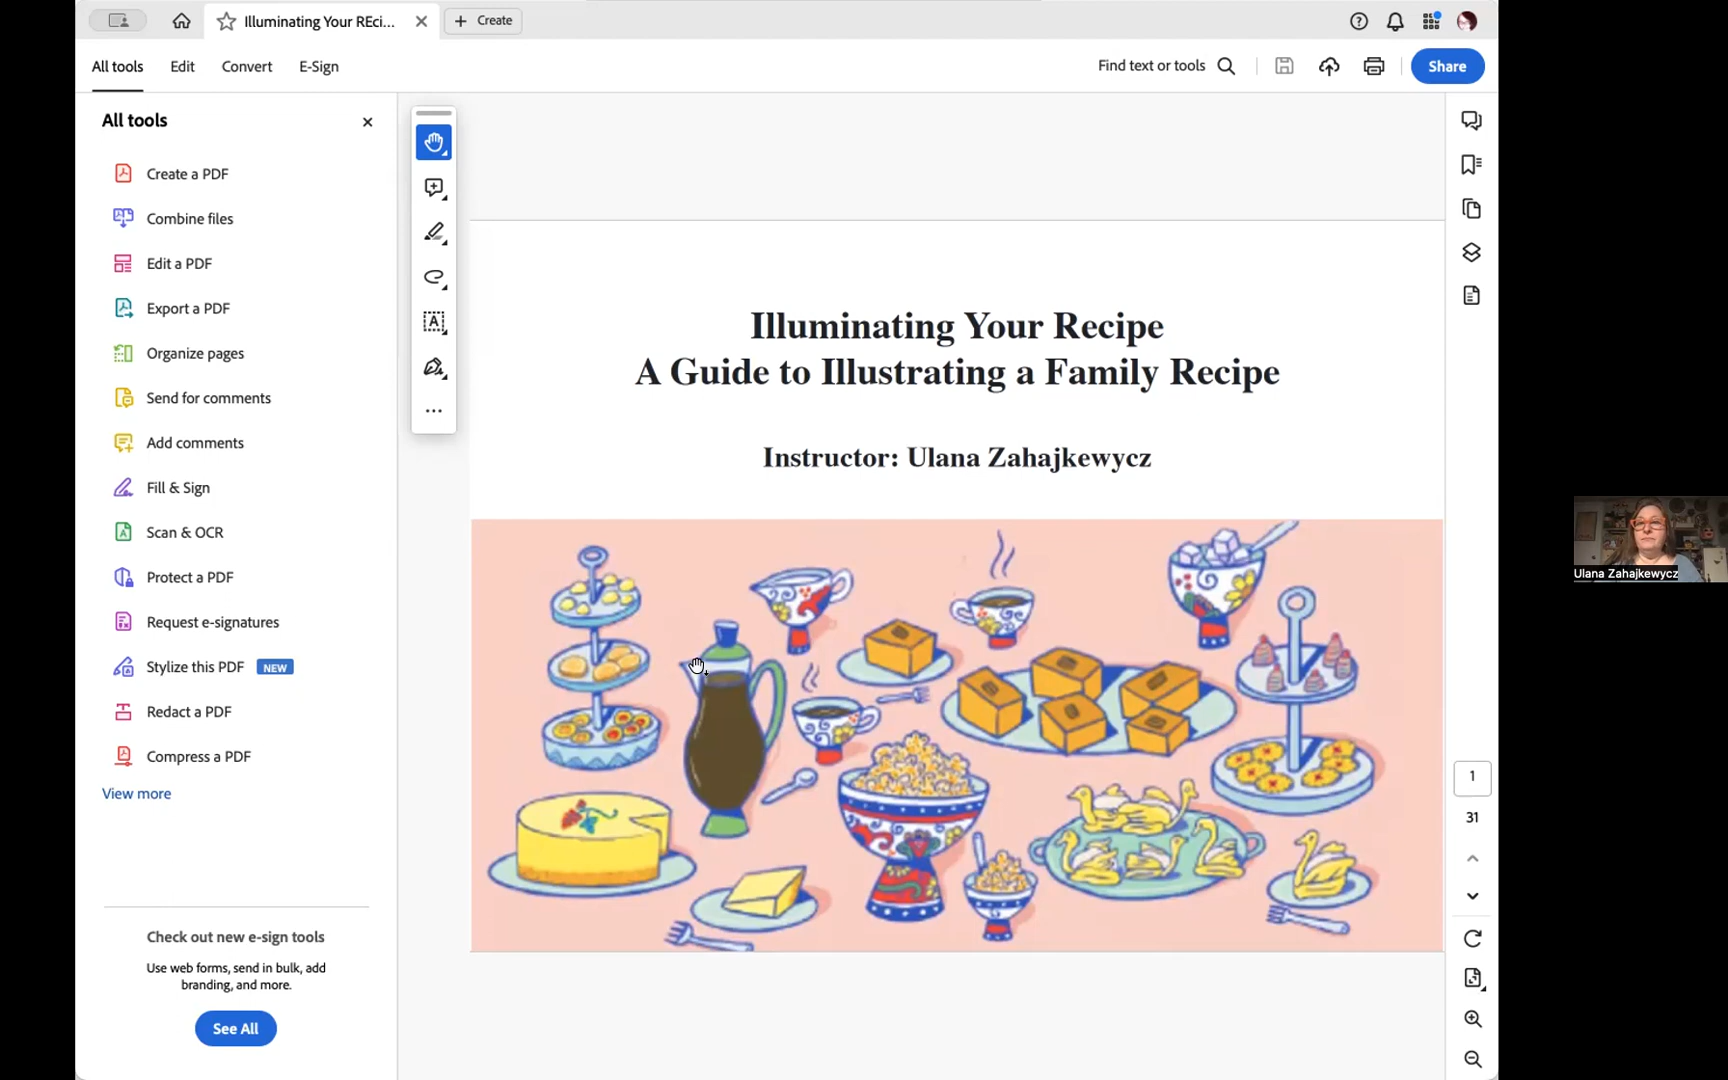 Illuminating Your REci...
Create
All tools
Edit
Convert
E-Sign
Find text or tools
Share
All tools
Create a PDF
Combine files
Edit a PDF
Export a PDF
Organize pages
Send for comments
Add comments
Fill & Sign
Scan & OCR
Protect a PDF
Request e-signatures
Stylize this PDF NEW
Redact a PDF
Compress a PDF
View more
Check out new e-sign tools
Use web forms, send in bulk, add
branding, and more.
See All
Illuminating Your Recipe
A Guide to Illustrating a Family Recipe
Instructor: Ulana Zahajkewycz
1
31
Ulana Zahajkewycz